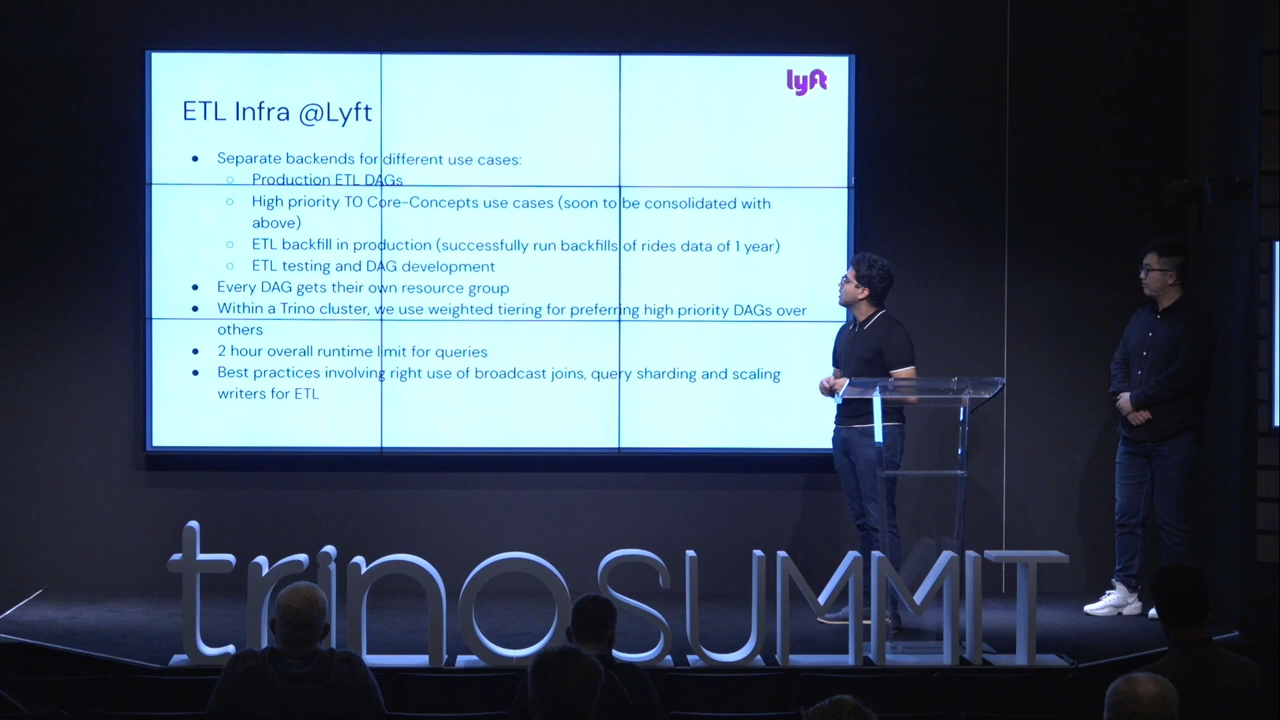 lyft
ETL Infra @Lyft
● Separate backends for different use cases:
○ Production ETL DAGs
○ High priority T0 Core-Concepts use cases (soon to be consolidated with
above)
○ ETL backfill in production (successfully run backfills of rides data of 1 year)
○ ETL testing and DAG development
● Every DAG gets their own resource group
● Within a Trino cluster, we use weighted tiering for preferring high priority DAGs over
others
● 2 hour overall runtime limit for queries
● Best practices involving right use of broadcast joins, query sharding and scaling
writers for ETL
trinoSUMMIT